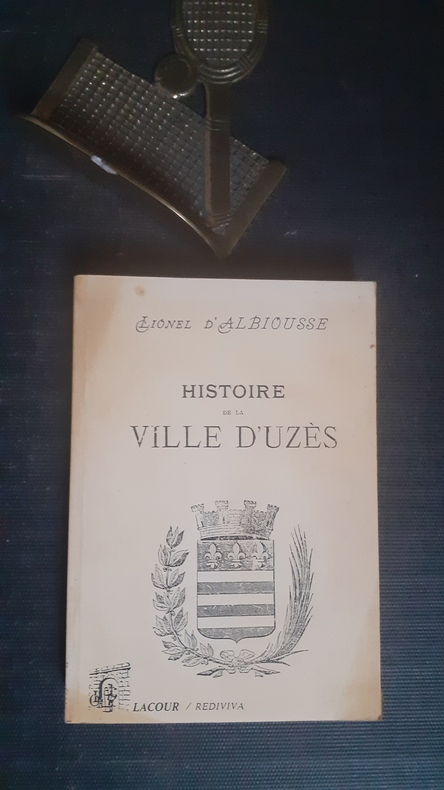 LIONEL D'ALBIOUSSE
HISTOIRE
DE LA
VILLE D'UZÈS
LACOUR / REDIVIVA